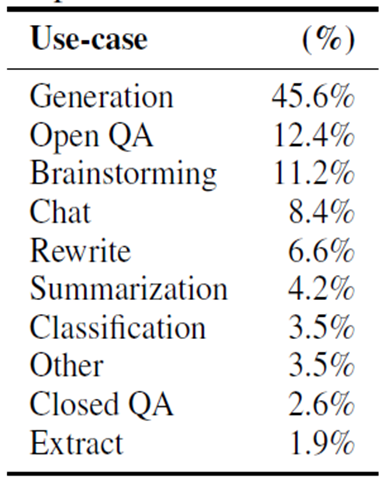 Use-case (%)
Generation 45.6%
Open QA 12.4%
Brainstorming 11.2%
Chat 8.4%
Rewrite 6.6%
Summarization 4.2%
Classification 3.5%
Other 3.5%
Closed QA 2.6%
Extract 1.9%